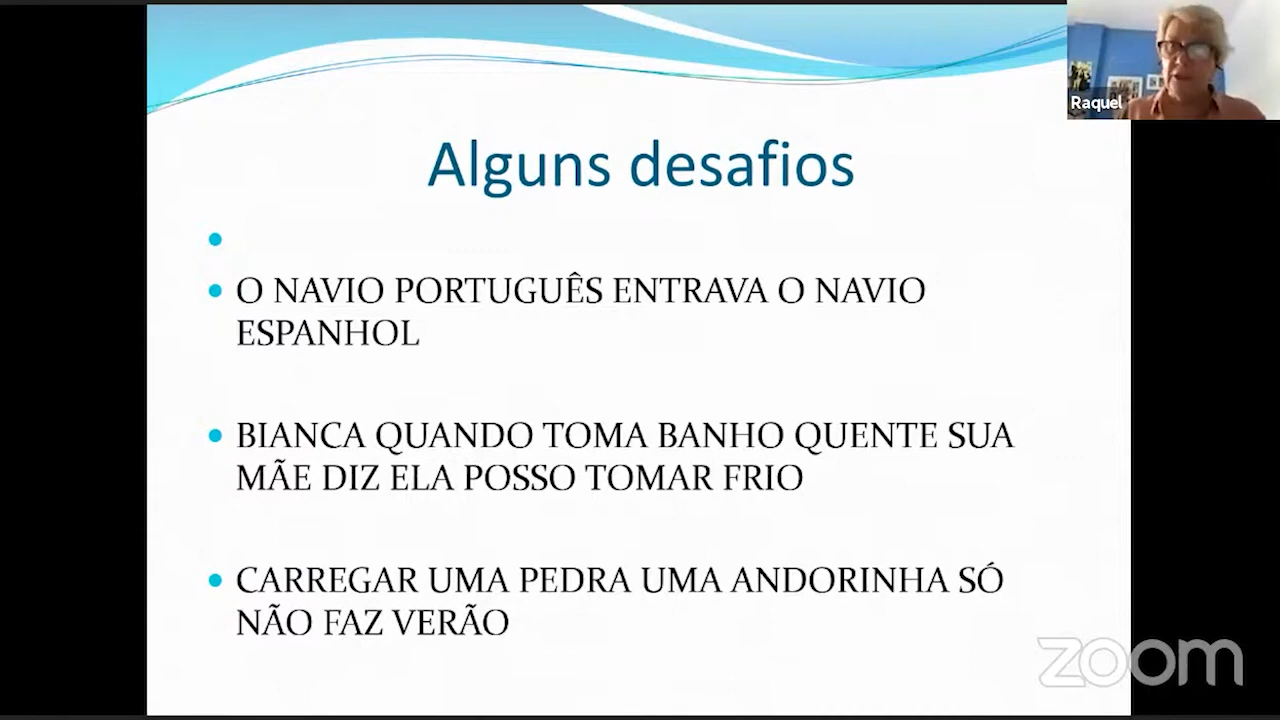 Raquel
Alguns desafios
O NAVIO PORTUGUÊS ENTRAVA O NAVIO
ESPANHOL
BIANCA QUANDO TOMA BANHO QUENTE SUA
MÃE DIZ ELA POSSO TOMAR FRIO
CARREGAR UMA PEDRA UMA ANDORINHA SÓ
NÃO FAZ VERÃO
zoom